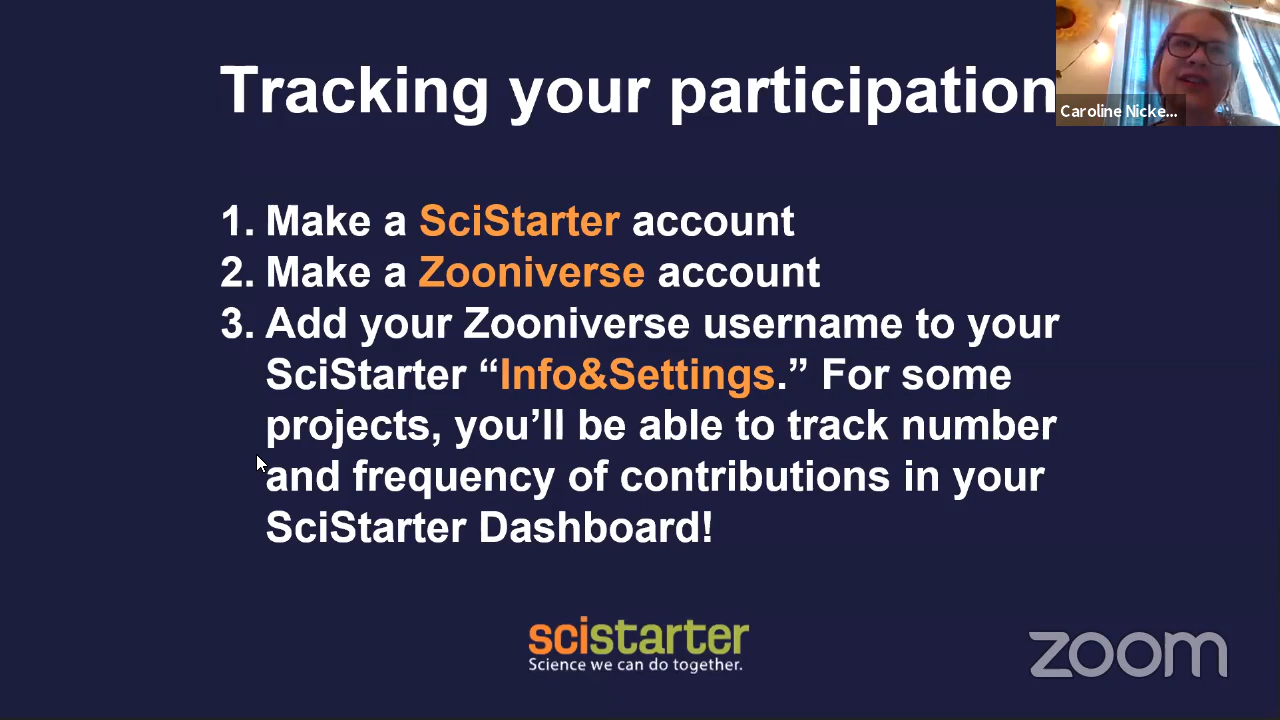 Tracking your participation
Caroline Nicke...
1. Make a SciStarter account
2. Make a Zooniverse account
3. Add your Zooniverse username to your
SciStarter “Info&Settings.” For some
projects, you’ll be able to track number
and frequency of contributions in your
SciStarter Dashboard!
scistarter
Science we can do together.
zoom